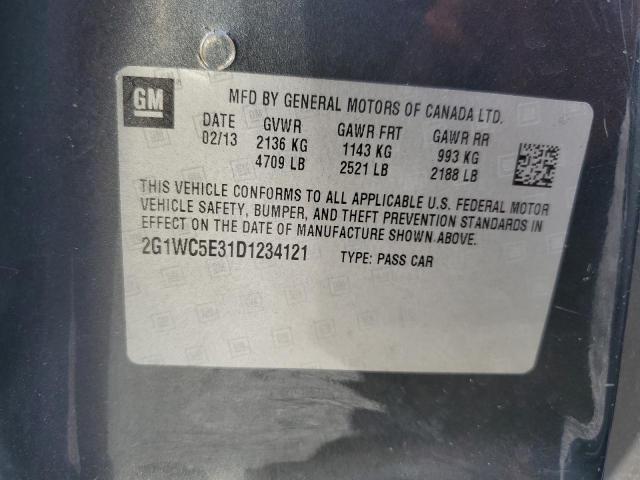 GM
MFD BY GENERAL MOTORS OF CANADA LTD.
DATE GVWR GAWR FRT GAWR RR
02/13 2136 KG 1143 KG 993 KG
4709 LB 2521 LB 2188 LB
THIS VEHICLE CONFORMS TO ALL APPLICABLE U.S. FEDERAL MOTOR
VEHICLE SAFETY, BUMPER, AND THEFT PREVENTION STANDARDS IN
EFFECT ON THE DATE OF MANUFACTURE SHOWN ABOVE.
2G1WC5E31D1234121 TYPE: PASS CAR